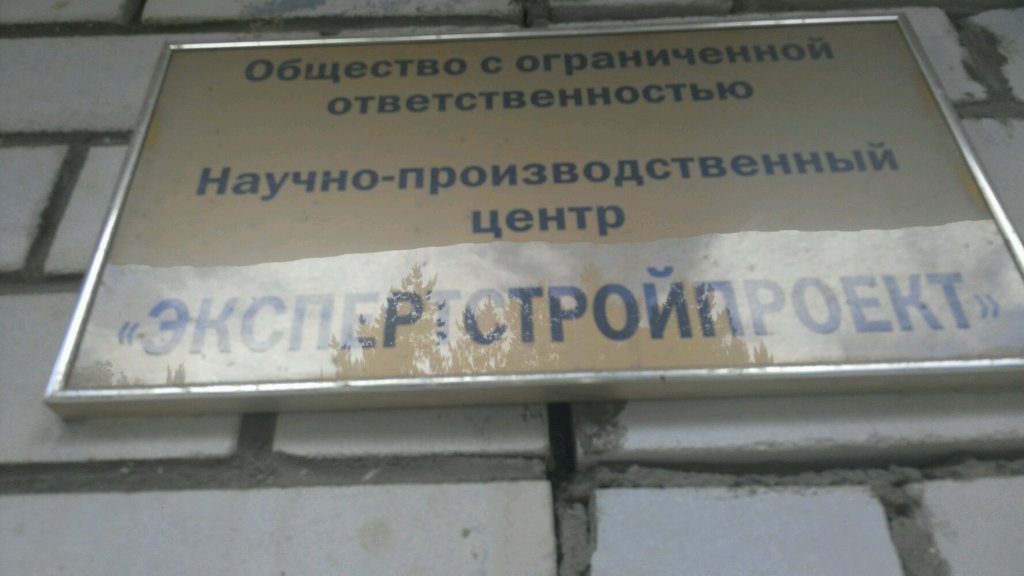 Общество с ограниченной
ответственностью
Научно-производственный
центр
«ЭКСПЕРТСТРОЙПРОЕКТ»